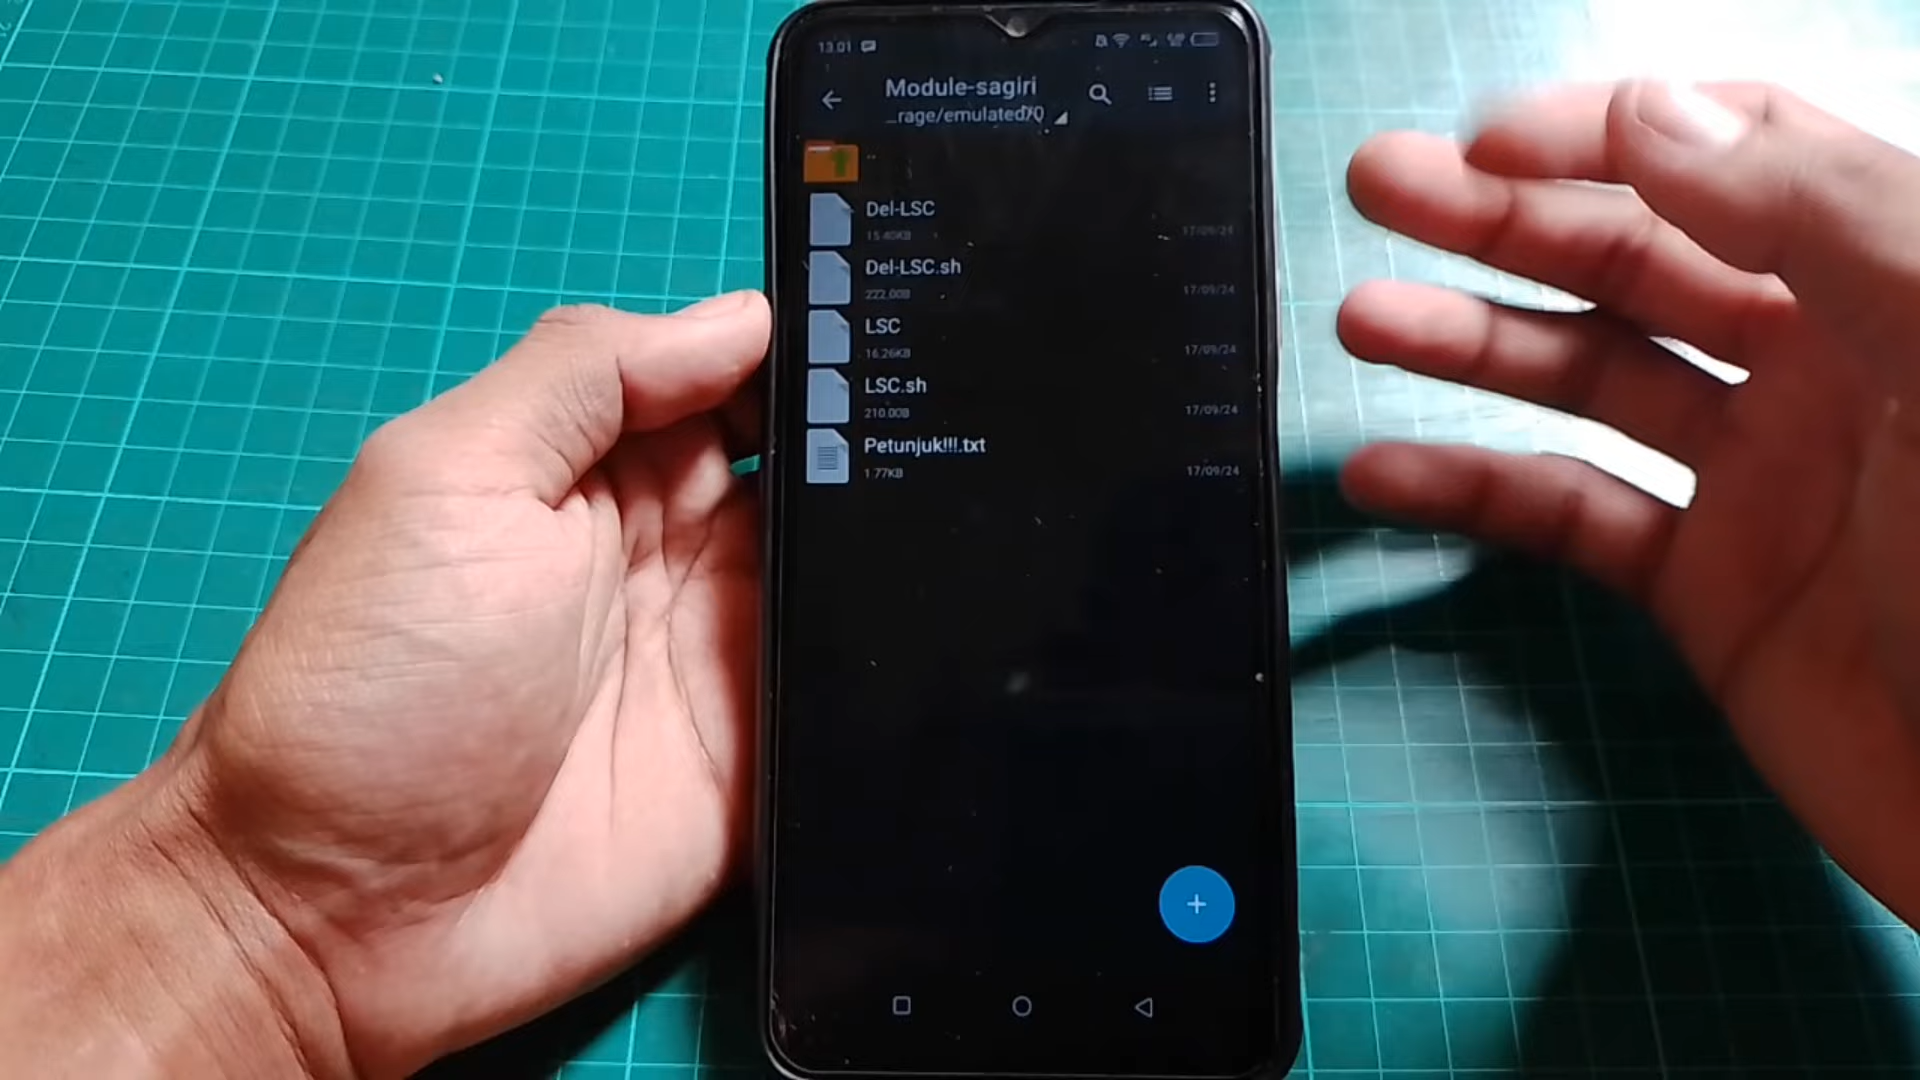 13.01
Module-sagiri
_rage/emulated/0
..
Del-LSC
15.40KB
17/09/24
Del-LSC.sh
222.00B
17/09/24
LSC
16.26KB
17/09/24
LSC.sh
210.00B
17/09/24
Petunjuk!!!.txt
1.77KB
17/09/24